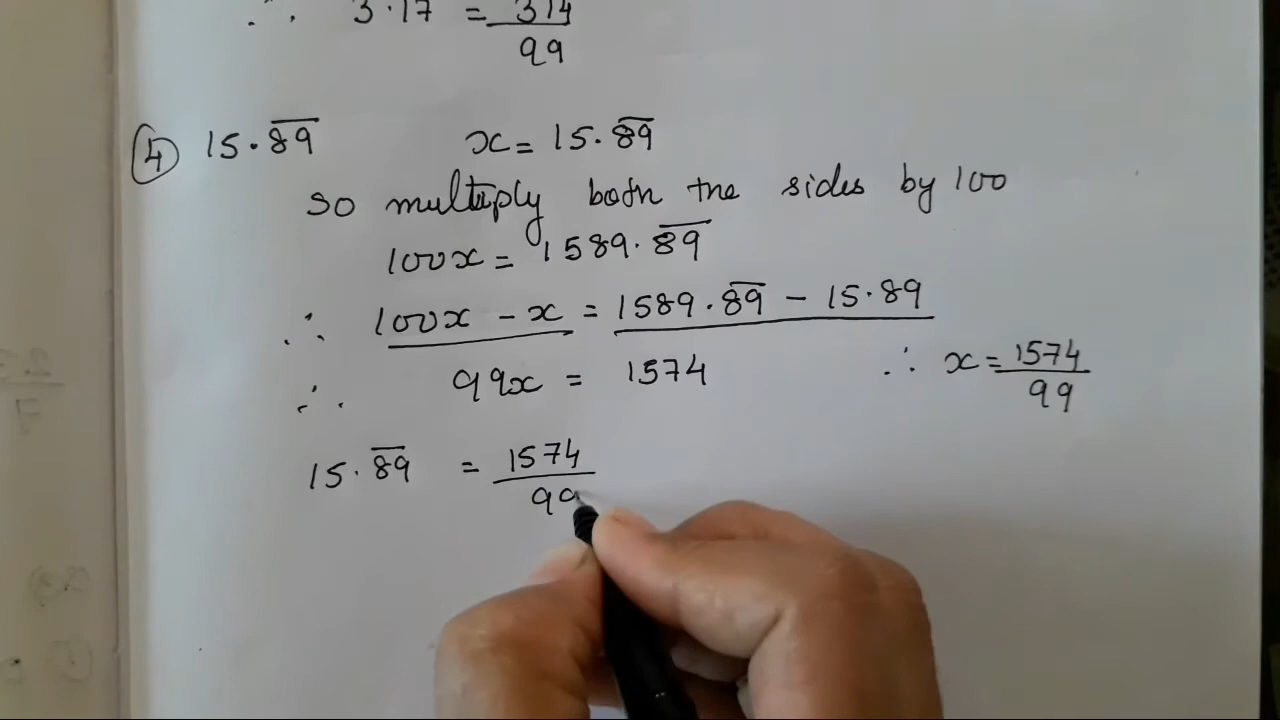 ∴ 3.17 = 314/99
④ 15.8̅9̅ x = 15.8̅9̅
so multiply both the sides by 100
100x = 1589.8̅9̅
∴ 100x - x = 1589.8̅9̅ - 15.89
∴ 99x = 1574 ∴ x = 1574/99
15.8̅9̅ = 1574/99